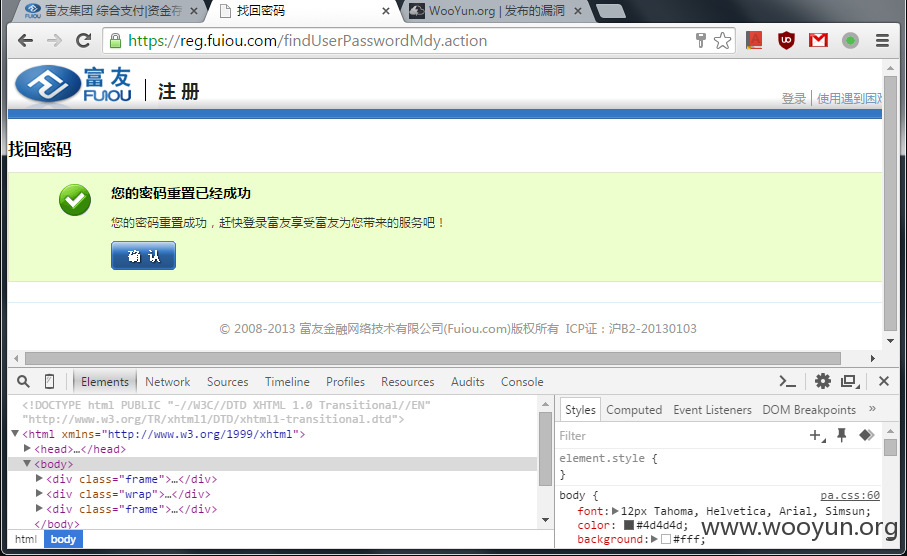 富友集团 综合支付|资金存
找回密码
WooYun.org | 发布的漏洞
https://reg.fuiou.com/findUserPasswordMdy.action
富友
FUIOU
注 册
登录 | 使用遇到困
找回密码
您的密码重置已经成功
您的密码重置成功，赶快登录富友享受富友为您带来的服务吧！
确 认
© 2008-2013 富友金融网络技术有限公司(Fuiou.com)版权所有 ICP证：沪B2-20130103
Elements Network Sources Timeline Profiles Resources Audits Console
<!DOCTYPE html PUBLIC "-//W3C//DTD XHTML 1.0 Transitional//EN"
"http://www.w3.org/TR/xhtml1/DTD/xhtml1-transitional.dtd">
<html xmlns="http://www.w3.org/1999/xhtml">
<head>…</head>
<body>
<div class="frame">…</div>
<div class="wrap">…</div>
<div class="frame">…</div>
</body>
html body
Styles Computed Event Listeners DOM Breakpoints »
Filter
element.style {
}
body { pa.css:60
font: 12px Tahoma, Helvetica, Arial, Simsun;
color: #4d4d4d;
background: #fff;
www.wooyun.org